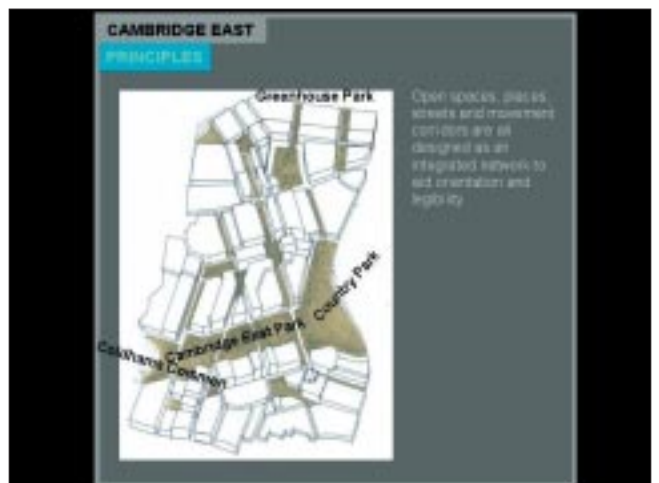 CAMBRIDGE EAST
PRINCIPLES
Greenhouse Park
Open spaces, places,
streets and movement
corridors are all
designed as an
integrated network to
aid orientation and
legibility
Country Park
Cambridge East Park
Coldhams Common